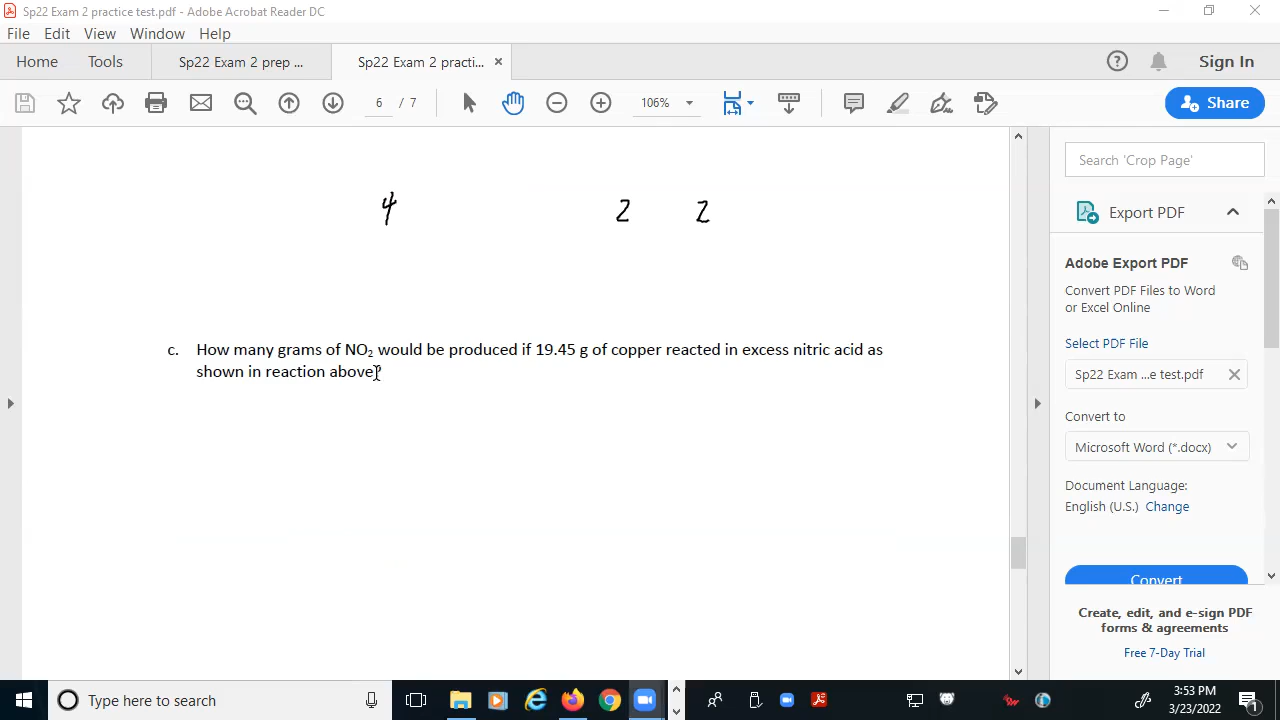 Sp22 Exam 2 practice test.pdf - Adobe Acrobat Reader DC
File Edit View Window Help
Home Tools Sp22 Exam 2 prep ... Sp22 Exam 2 practi... × Sign In
6 / 7 106% Share
4 2 2
c. How many grams of NO₂ would be produced if 19.45 g of copper reacted in excess nitric acid as
shown in reaction above?
Search 'Crop Page'
Export PDF
Adobe Export PDF
Convert PDF Files to Word
or Excel Online
Select PDF File
Sp22 Exam ...e test.pdf
Convert to
Microsoft Word (*.docx)
Document Language:
English (U.S.) Change
Convert
Create, edit, and e-sign PDF
forms & agreements
Free 7-Day Trial
Type here to search
3:53 PM
3/23/2022
1